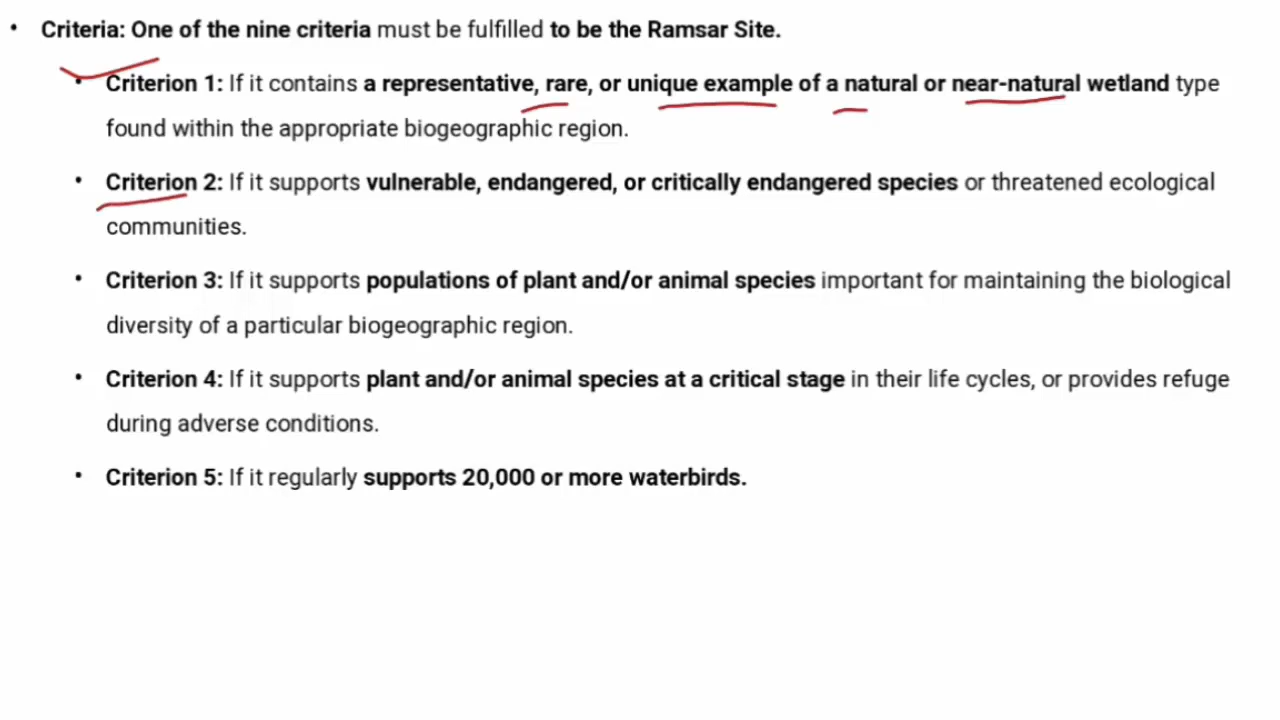 • Criteria: One of the nine criteria must be fulfilled to be the Ramsar Site.
• Criterion 1: If it contains a representative, rare, or unique example of a natural or near-natural wetland type
found within the appropriate biogeographic region.
• Criterion 2: If it supports vulnerable, endangered, or critically endangered species or threatened ecological
communities.
• Criterion 3: If it supports populations of plant and/or animal species important for maintaining the biological
diversity of a particular biogeographic region.
• Criterion 4: If it supports plant and/or animal species at a critical stage in their life cycles, or provides refuge
during adverse conditions.
• Criterion 5: If it regularly supports 20,000 or more waterbirds.